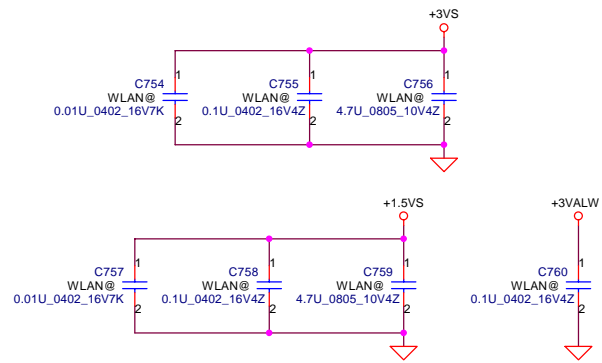 +3VS
1
1
1
C754
C755
C756
WLAN@
WLAN@
WLAN@
0.01U_0402_16V7K
0.1U_0402_16V4Z
4.7U_0805_10V4Z
2
2
2
+1.5VS
+3VALW
1
1
1
1
C757
C758
C759
C760
WLAN@
WLAN@
WLAN@
WLAN@
0.01U_0402_16V7K
0.1U_0402_16V4Z
4.7U_0805_10V4Z
0.1U_0402_16V4Z
2
2
2
2